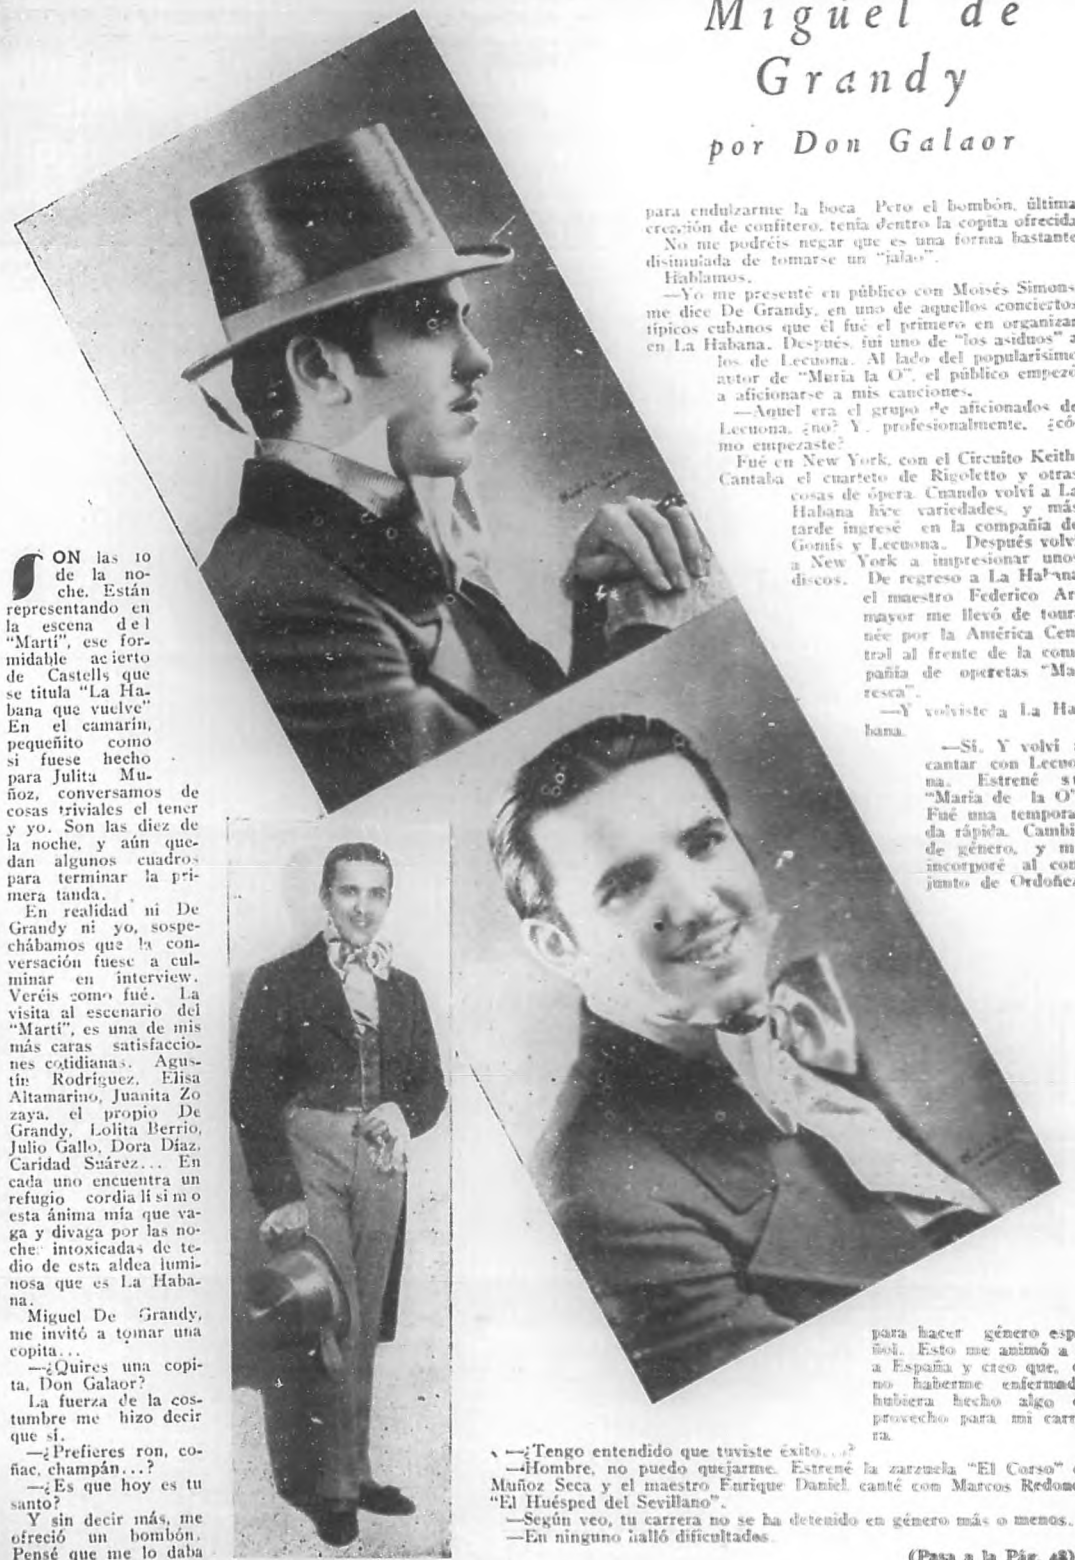 Miguel de
Grandy
por Don Galaor
SON las 10
de la no-
che. Están
representando en
la escena del
"Martí", ese for-
midable acierto
de Castells que
se titula "La Ha-
bana que vuelve"
En el camarín,
pequeñito como
si fuese hecho
para Julita Mu-
ñoz, conversamos de
cosas triviales el tener
y yo. Son las diez de
la noche, y aún que-
dan algunos cuadros
para terminar la pri-
mera tanda.
En realidad ni De
Grandy ni yo, sospe-
chábamos que la con-
versación fuese a cul-
minar en interview.
Veréis como fué. La
visita al escenario del
"Martí", es una de mis
más caras satisfaccio-
nes cotidianas. Agus-
tín Rodríguez, Elisa
Altamarino, Juanita Zo
zaya, el propio De
Grandy, Lolita Berrio,
Julio Gallo, Dora Díaz,
Caridad Suárez... En
cada uno encuentra un
refugio cordialisimo
esta ánima mía que va-
ga y divaga por las no-
che: intoxicadas de te-
dio de esta aldea lumi-
nosa que es La Haba-
na.
Miguel De Grandy,
me invitó a tomar una
copita...
—¿Quires una copi-
ta, Don Galaor?
La fuerza de la cos-
tumbre me hizo decir
que sí.
—¿Prefieres ron, co-
ñac, champán...?
—¿Es que hoy es tu
santo?
Y sin decir más, me
ofreció un bombón.
Pensé que me lo daba
para endulzarme la boca Pero el bombón, última
creación de confitero, tenía dentro la copita ofrecida
No me podréis negar que es una forma bastante
disimulada de tomarse un "jalao".
Hablamos.
—Yo me presenté en público con Moisés Simons,
me dice De Grandy, en uno de aquellos conciertos
típicos cubanos que él fué el primero en organizar
en La Habana. Después, fui uno de "los asiduos" a
los de Lecuona. Al lado del popularísimo
autor de "María la O", el público empezó
a aficionarse a mis canciones.
—Aquel era el grupo de aficionados de
Lecuona, ¿no? Y, profesionalmente, ¿có-
mo empezaste?
Fué en New York, con el Circuito Keith.
Cantaba el cuarteto de Rigoletto y otras
cosas de ópera. Cuando volví a La
Habana hice variedades, y más
tarde ingresé en la compañía de
Gomís y Lecuona. Después volví
a New York a impresionar unos
discos. De regreso a La Habana
el maestro Federico Ar-
mayor me llevó de tour-
née por la América Cen-
tral al frente de la com-
pañía de operetas "Ma-
resca".
—Y volviste a La Ha-
bana.
—Sí. Y volví a
cantar con Lecuo-
na. Estrené su
"María de la O".
Fué una tempora-
da rápida. Cambié
de género, y me
incorporé al con-
junto de Ordoñez
para hacer género espa
ñol. Esto me animó a
a España y creo que,
no haberme enfermad
hubiera hecho algo
provecho para mi carre
ra.
—¿Tengo entendido que tuviste éxito...?
—Hombre, no puedo quejarme. Estrené la zarzuela "El Corso"
Muñoz Seca y el maestro Enrique Daniel, canté con Marcos Redond
"El Huésped del Sevillano".
—Según veo, tu carrera no se ha detenido en género más o menos.
—En ninguno halló dificultades
(Pasa a la Pág. 48)